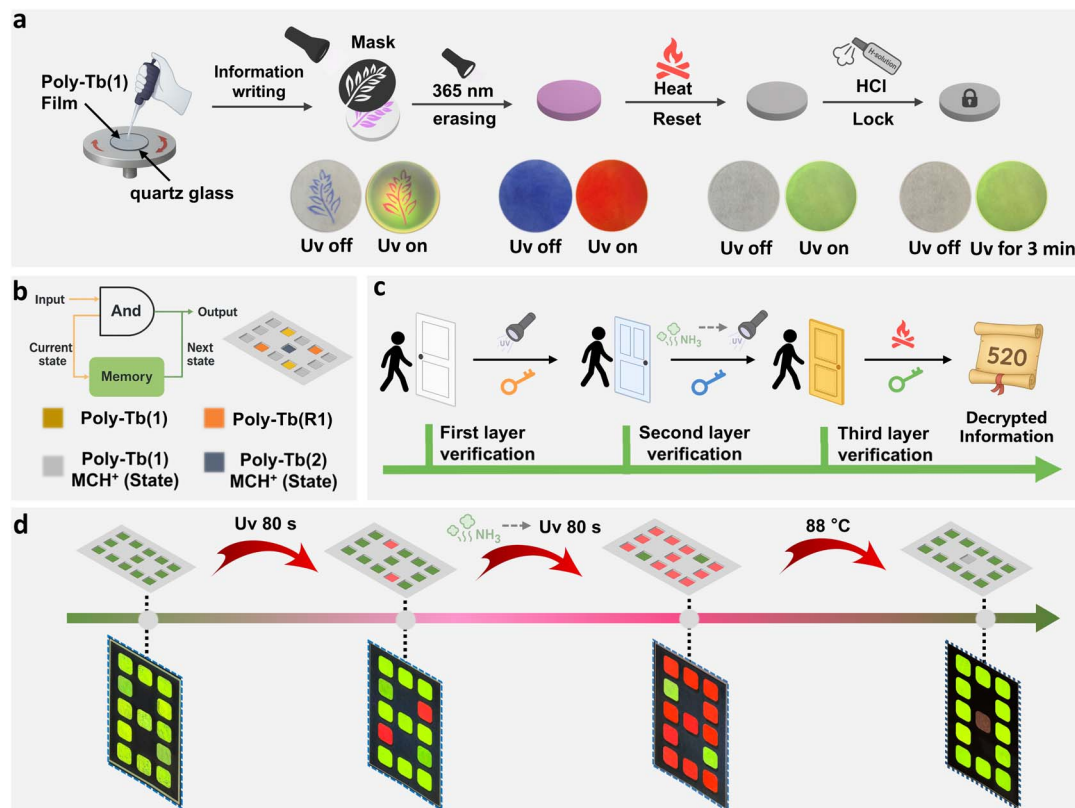 a
Poly-Tb(1)
Film
quartz glass
Information
writing
Mask
365 nm
erasing
Heat
Reset
H-solution
HCl
Lock
Uv off Uv on
Uv off Uv on
Uv off Uv on
Uv off Uv for 3 min
b
Input
And
Output
Current
state
Next
state
Memory
Poly-Tb(1)
Poly-Tb(R1)
Poly-Tb(1)
MCH⁺ (State)
Poly-Tb(2)
MCH⁺ (State)
c
UV
NH₃
UV
520
First layer
verification
Second layer
verification
Third layer
verification
Decrypted
Information
d
Uv 80 s
NH₃
Uv 80 s
88 °C